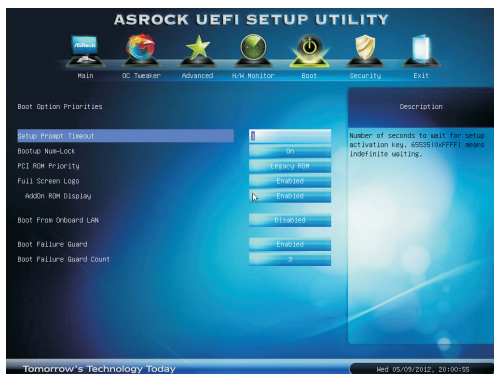 ASROCK UEFI SETUP UTILITY
ASRock
Main OC Tweaker Advanced H/W Monitor Boot Security Exit
Boot Option Priorities
Description
Setup Prompt Timeout 1
Number of seconds to wait for setup
activation key. 65535(0xFFFF) means
indefinite waiting.
Bootup Num-Lock On
PCI ROM Priority Legacy ROM
Full Screen Logo Enabled
AddOn ROM Display Enabled
Boot From Onboard LAN Disabled
Boot Failure Guard Enabled
Boot Failure Guard Count 3
Tomorrow's Technology Today
Wed 05/09/2012, 20:00:55